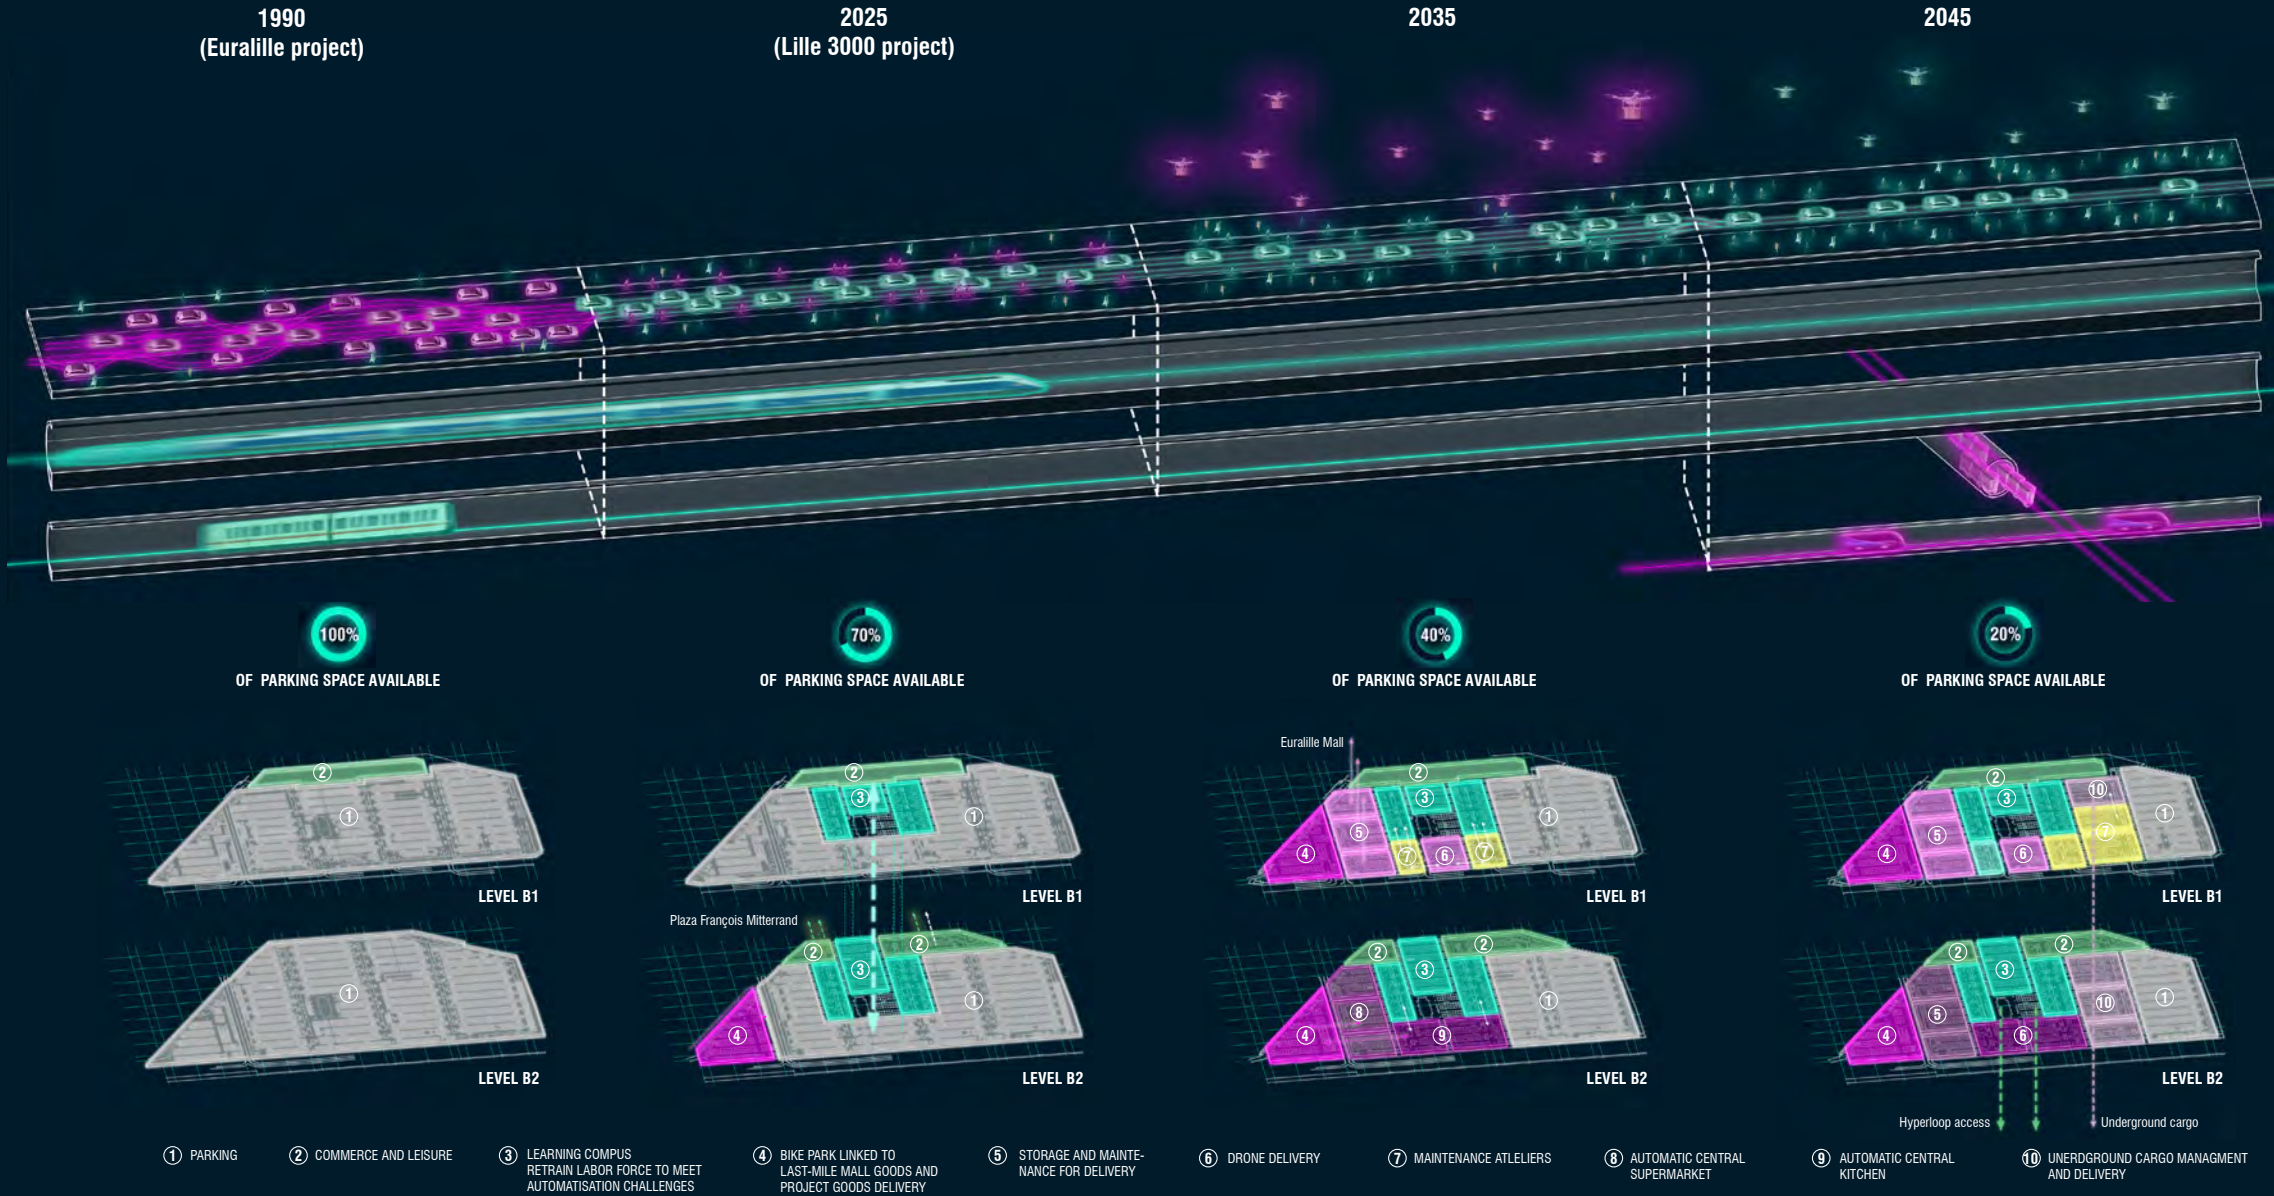 1990
(Euralille project)
2025
(Lille 3000 project)
2035
2045
100%
OF PARKING SPACE AVAILABLE
70%
OF PARKING SPACE AVAILABLE
40%
OF PARKING SPACE AVAILABLE
20%
OF PARKING SPACE AVAILABLE
2
1
LEVEL B1
1
LEVEL B2
2
3
1
LEVEL B1
Plaza François Mitterrand
2
2
3
1
4
LEVEL B2
Euralille Mall
2
3
5
1
4
7
6
7
LEVEL B1
2
2
3
8
1
4
9
LEVEL B2
2
10
3
5
7
1
4
6
LEVEL B1
2
2
3
5
10
1
4
6
LEVEL B2
Hyperloop access
Underground cargo
1 PARKING
2 COMMERCE AND LEISURE
3 LEARNING COMPUS
RETRAIN LABOR FORCE TO MEET
AUTOMATISATION CHALLENGES
4 BIKE PARK LINKED TO
LAST-MILE MALL GOODS AND
PROJECT GOODS DELIVERY
5 STORAGE AND MAINTE-
NANCE FOR DELIVERY
6 DRONE DELIVERY
7 MAINTENANCE ATLELIERS
8 AUTOMATIC CENTRAL
SUPERMARKET
9 AUTOMATIC CENTRAL
KITCHEN
10 UNERDGROUND CARGO MANAGMENT
AND DELIVERY